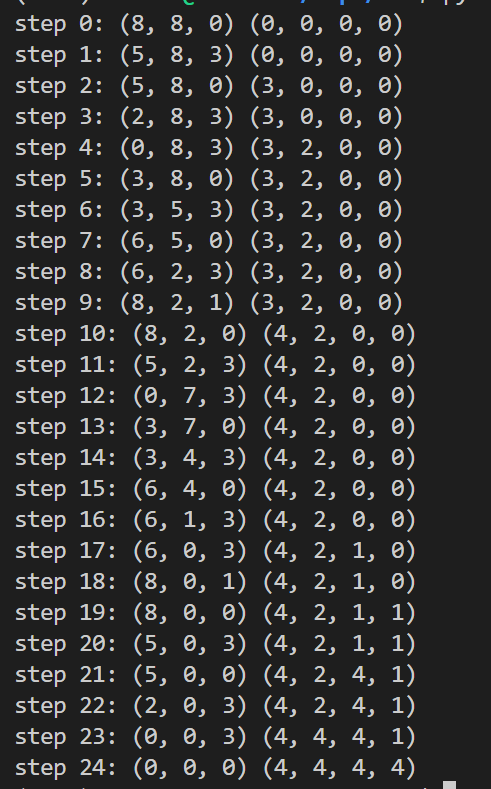 step 0: (8, 8, 0) (0, 0, 0, 0)
step 1: (5, 8, 3) (0, 0, 0, 0)
step 2: (5, 8, 0) (3, 0, 0, 0)
step 3: (2, 8, 3) (3, 0, 0, 0)
step 4: (0, 8, 3) (3, 2, 0, 0)
step 5: (3, 8, 0) (3, 2, 0, 0)
step 6: (3, 5, 3) (3, 2, 0, 0)
step 7: (6, 5, 0) (3, 2, 0, 0)
step 8: (6, 2, 3) (3, 2, 0, 0)
step 9: (8, 2, 1) (3, 2, 0, 0)
step 10: (8, 2, 0) (4, 2, 0, 0)
step 11: (5, 2, 3) (4, 2, 0, 0)
step 12: (0, 7, 3) (4, 2, 0, 0)
step 13: (3, 7, 0) (4, 2, 0, 0)
step 14: (3, 4, 3) (4, 2, 0, 0)
step 15: (6, 4, 0) (4, 2, 0, 0)
step 16: (6, 1, 3) (4, 2, 0, 0)
step 17: (6, 0, 3) (4, 2, 1, 0)
step 18: (8, 0, 1) (4, 2, 1, 0)
step 19: (8, 0, 0) (4, 2, 1, 1)
step 20: (5, 0, 3) (4, 2, 1, 1)
step 21: (5, 0, 0) (4, 2, 4, 1)
step 22: (2, 0, 3) (4, 2, 4, 1)
step 23: (0, 0, 3) (4, 4, 4, 1)
step 24: (0, 0, 0) (4, 4, 4, 4)